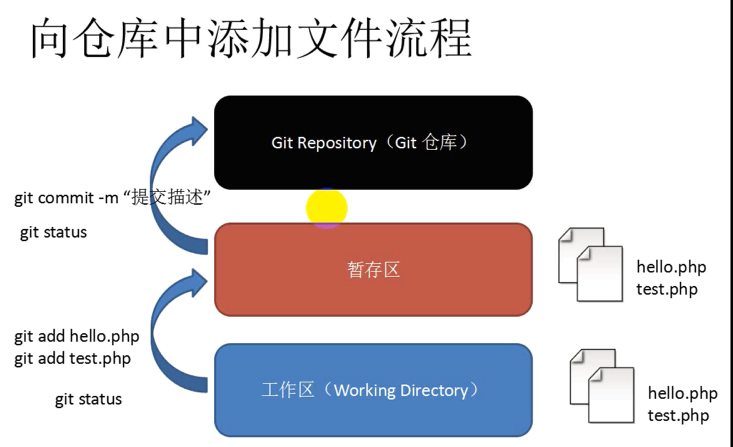 向仓库中添加文件流程
Git Repository（Git 仓库）
git commit -m “提交描述”
git status
暂存区
hello.php
test.php
git add hello.php
git add test.php
git status
工作区（Working Directory）
hello.php
test.php